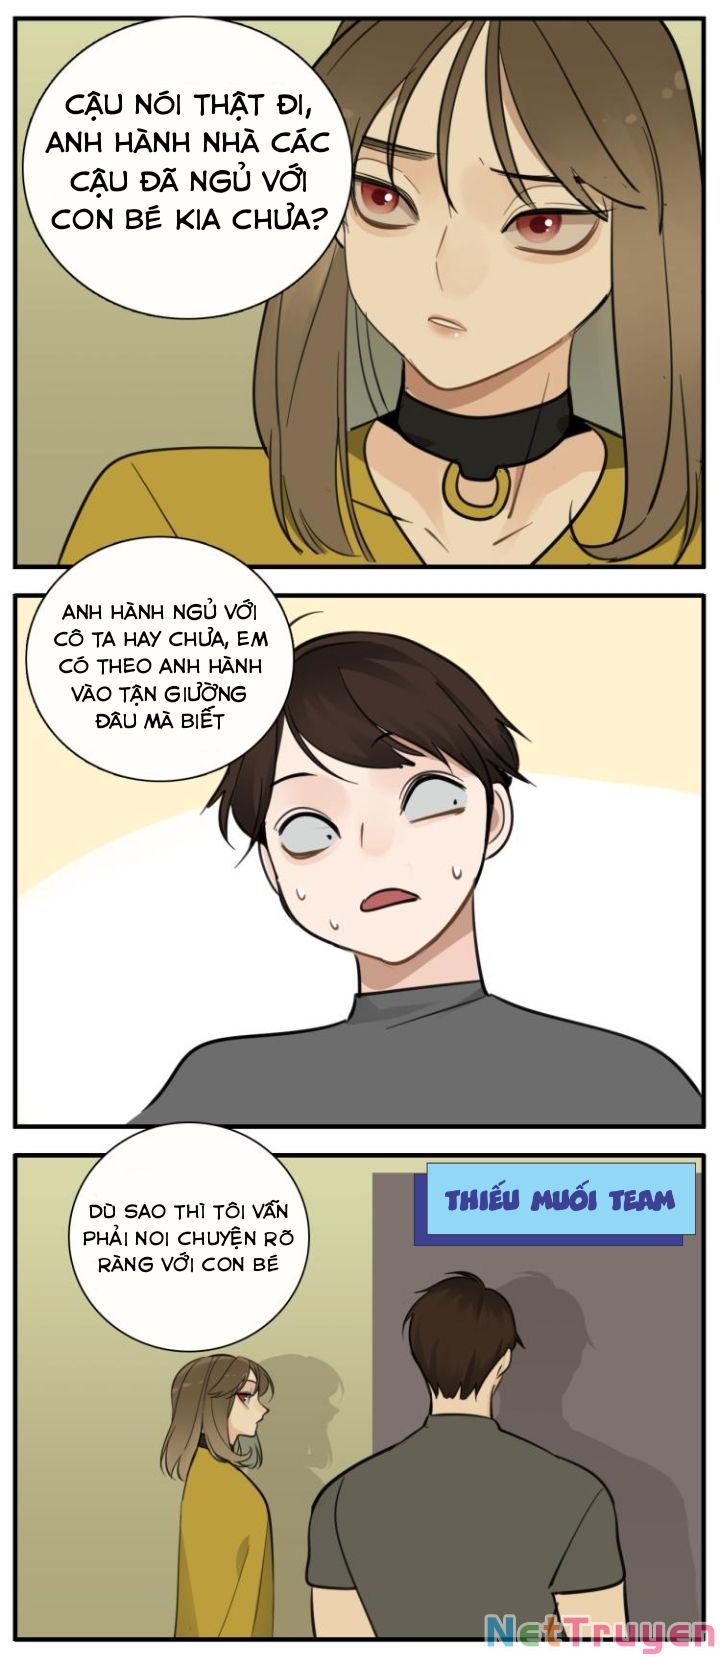 CẬU NÓI THẬT ĐI,
ANH HÀNH NHÀ CÁC
CẬU ĐÃ NGỦ VỚI
CON BÉ KIA CHƯA?
ANH HÀNH NGỦ VỚI
CÔ TA HAY CHƯA, EM
CÓ THEO ANH HÀNH
VÀO TẬN GIƯỜNG
ĐÂU MÀ BIẾT
DÙ SAO THÌ TÔI VẪN
PHẢI NOI CHUYỆN RÕ
RÀNG VỚI CON BÉ
THIẾU MUỐI TEAM
NetTruyen